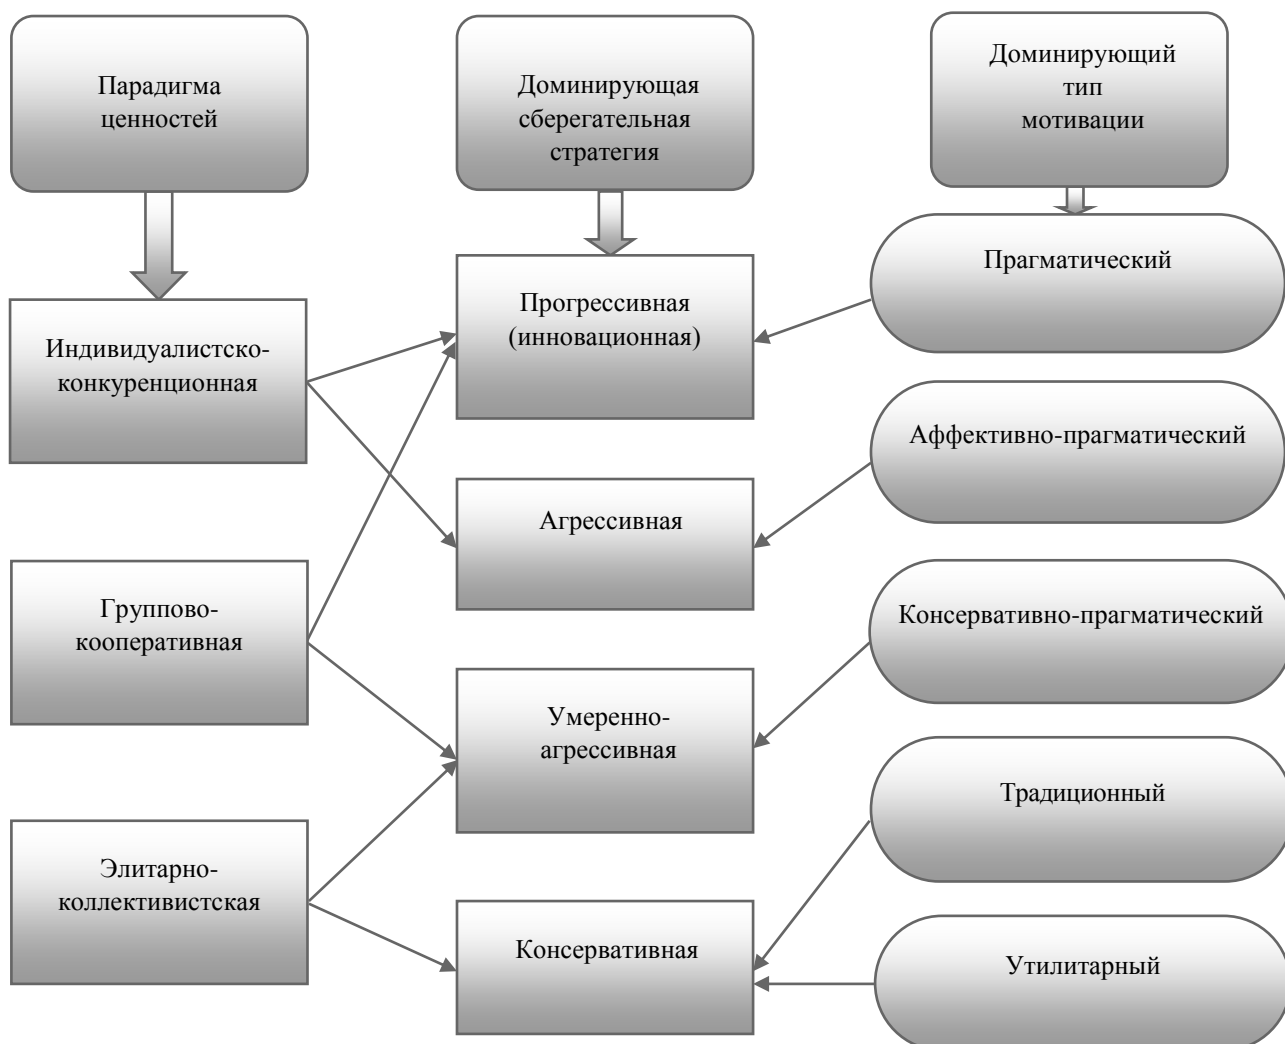 Парадигма
ценностей
Доминирующая
сберегательная
стратегия
Доминирующий
тип
мотивации
Индивидуалистско-
конкуренционная
Группово-
кооперативная
Элитарно-
коллективистская
Прогрессивная
(инновационная)
Агрессивная
Умеренно-
агрессивная
Консервативная
Прагматический
Аффективно-прагматический
Консервативно-прагматический
Традиционный
Утилитарный